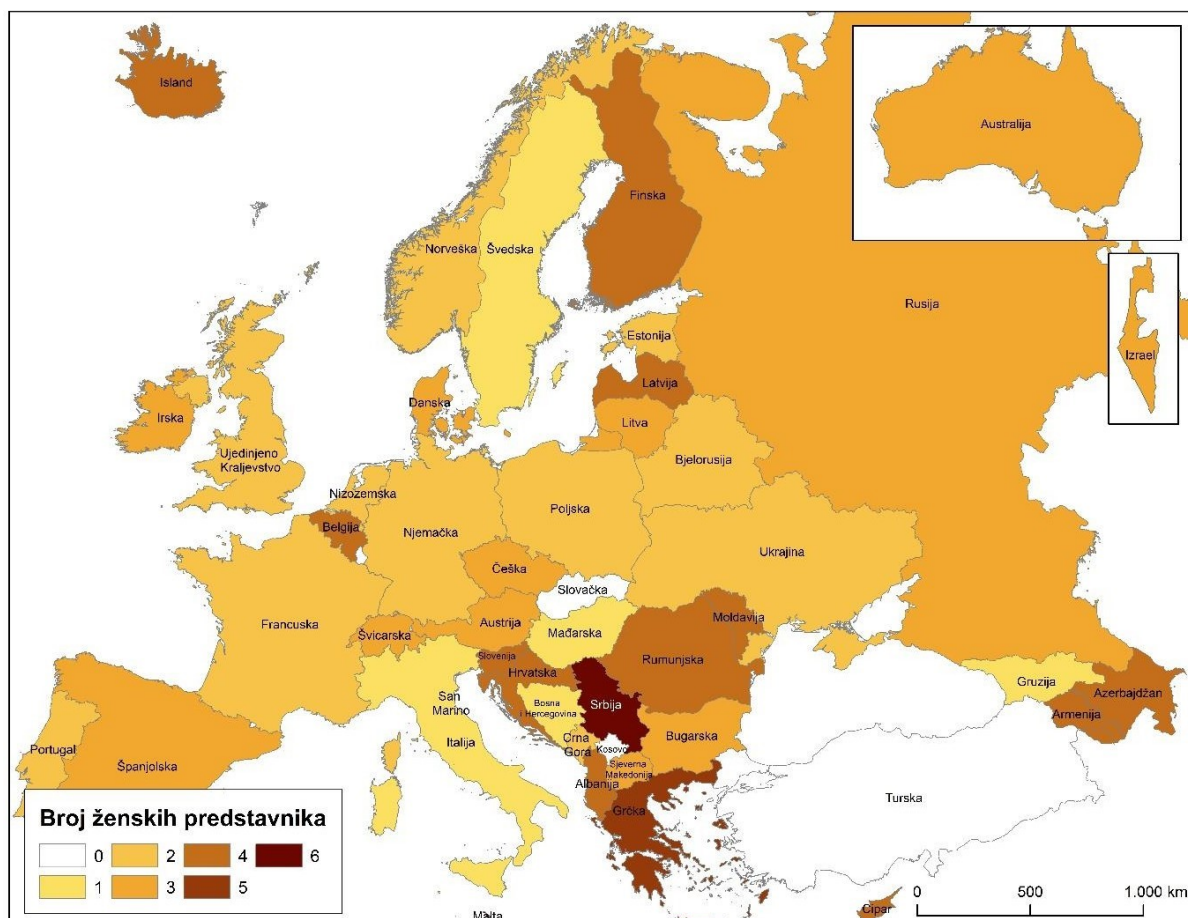 Island
Australija
Finska
Norveška
Švedska
Rusija
Estonija
Izrael
Latvija
Danska
Irska
Litva
Ujedinjeno
Kraljevstvo
Bjelorusija
Nizozemska
Poljska
Belgija
Njemačka
Ukrajina
Češka
Slovačka
Moldavija
Francuska
Austrija
Mađarska
Švicarska
Slovenija
Rumunjska
Hrvatska
Gruzija
Azerbajdžan
San
Marino
Bosna
i Hercegovina
Srbija
Armenija
Italija
Crna
Gora
Kosovo
Bugarska
Portugal
Španjolska
Sjeverna
Makedonija
Albanija
Turska
Grčka
Malta
Cipar
Broj ženskih predstavnika
0 2 4 6
1 3 5
0 500 1.000 km